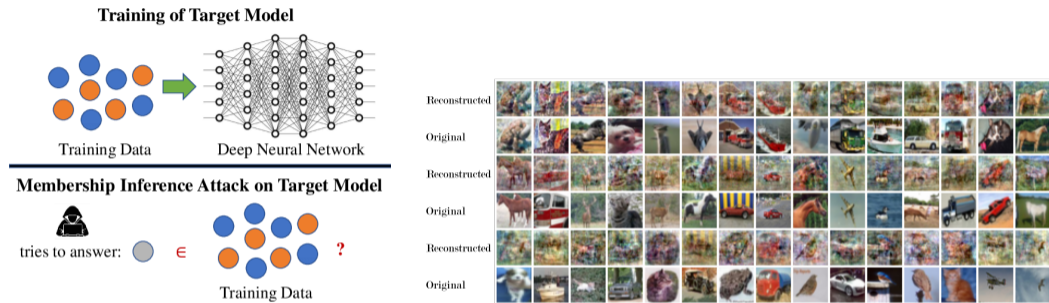 Training of Target Model
Training Data
Deep Neural Network
Membership Inference Attack on Target Model
tries to answer:
∈
?
Training Data
Reconstructed
Original
Reconstructed
Original
Reconstructed
Original